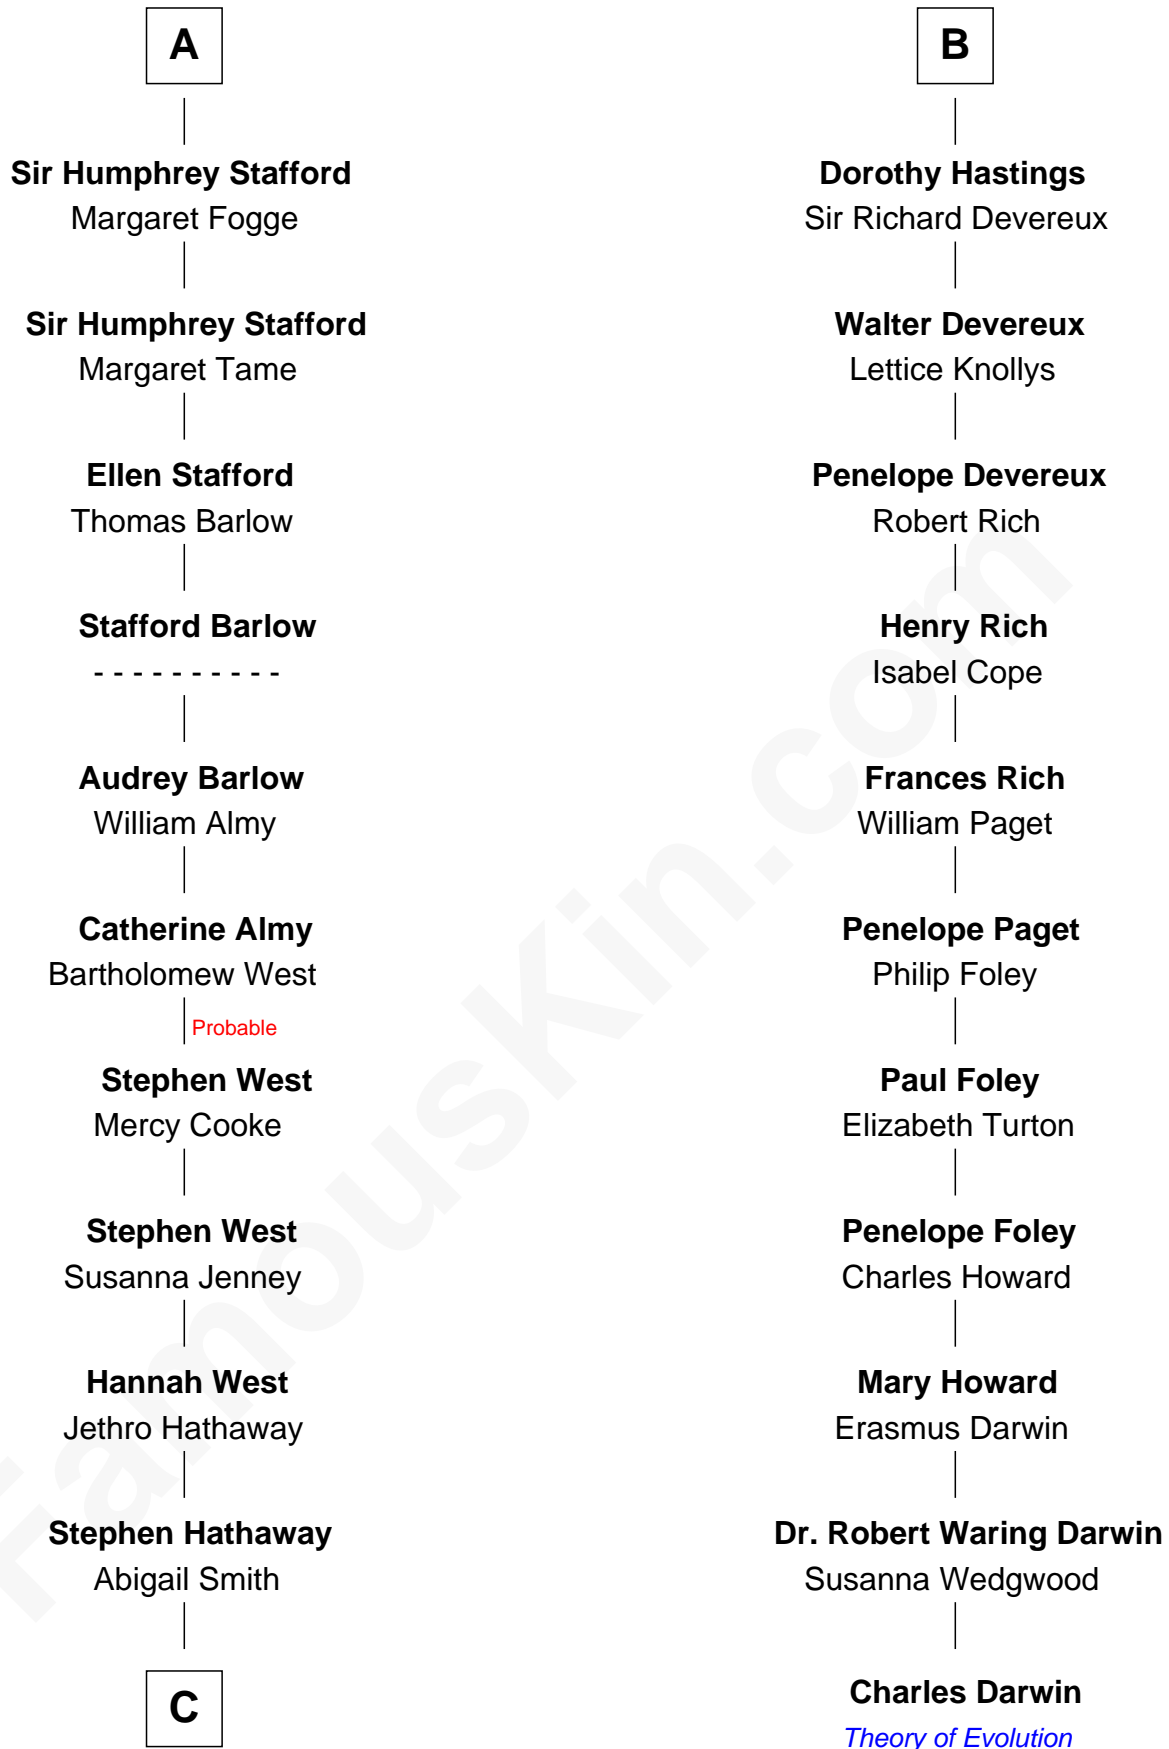 A
Sir Humphrey Stafford
Margaret Fogge
Sir Humphrey Stafford
Margaret Tame
Ellen Stafford
Thomas Barlow
Stafford Barlow
- - - - - - - - - -
Audrey Barlow
William Almy
Catherine Almy
Bartholomew West
Probable
Stephen West
Mercy Cooke
Stephen West
Susanna Jenney
Hannah West
Jethro Hathaway
Stephen Hathaway
Abigail Smith
C
B
Dorothy Hastings
Sir Richard Devereux
Walter Devereux
Lettice Knollys
Penelope Devereux
Robert Rich
Henry Rich
Isabel Cope
Frances Rich
William Paget
Penelope Paget
Philip Foley
Paul Foley
Elizabeth Turton
Penelope Foley
Charles Howard
Mary Howard
Erasmus Darwin
Dr. Robert Waring Darwin
Susanna Wedgwood
Charles Darwin
Theory of Evolution
FamousKin.com